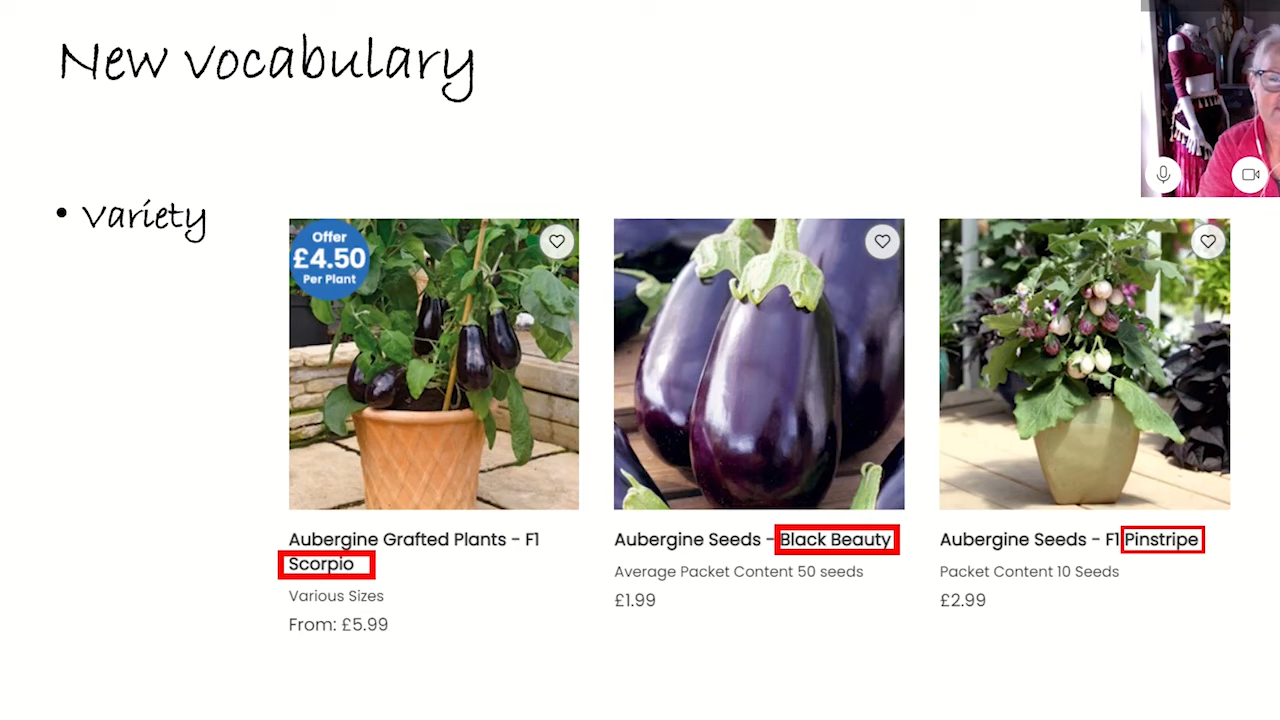 New vocabulary
• Variety
Offer
£4.50
Per Plant
Aubergine Grafted Plants - F1
Scorpio
Various Sizes
From: £5.99
Aubergine Seeds - Black Beauty
Average Packet Content 50 seeds
£1.99
Aubergine Seeds - F1 Pinstripe
Packet Content 10 Seeds
£2.99